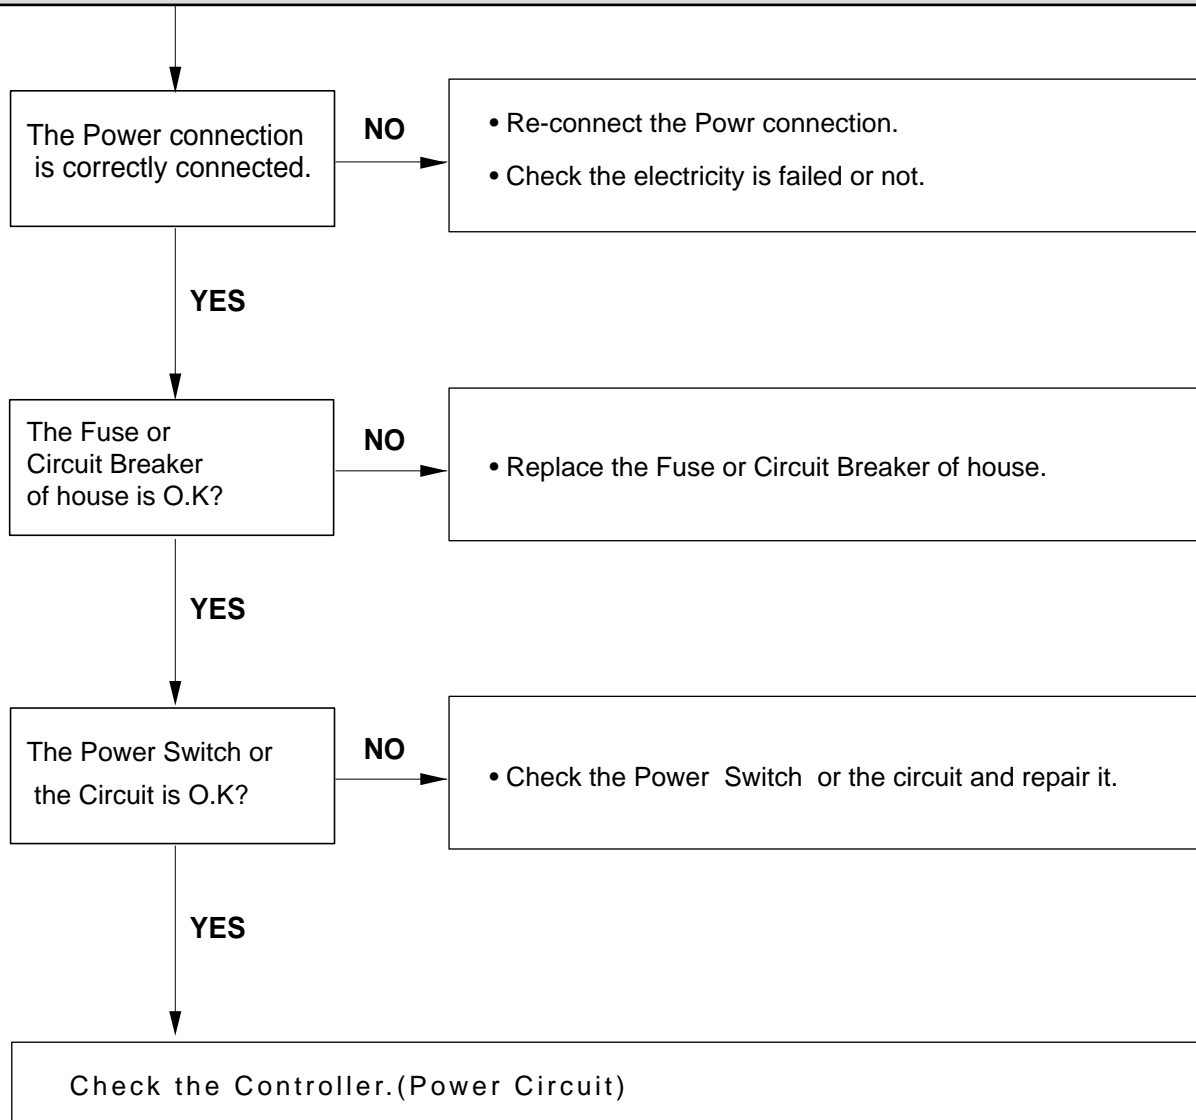 The Power connection
is correctly connected.
NO
• Re-connect the Powr connection.
• Check the electricity is failed or not.
YES
The Fuse or
Circuit Breaker
of house is O.K?
NO
• Replace the Fuse or Circuit Breaker of house.
YES
The Power Switch or
the Circuit is O.K?
NO
• Check the Power Switch or the circuit and repair it.
YES
Check the Controller.(Power Circuit)